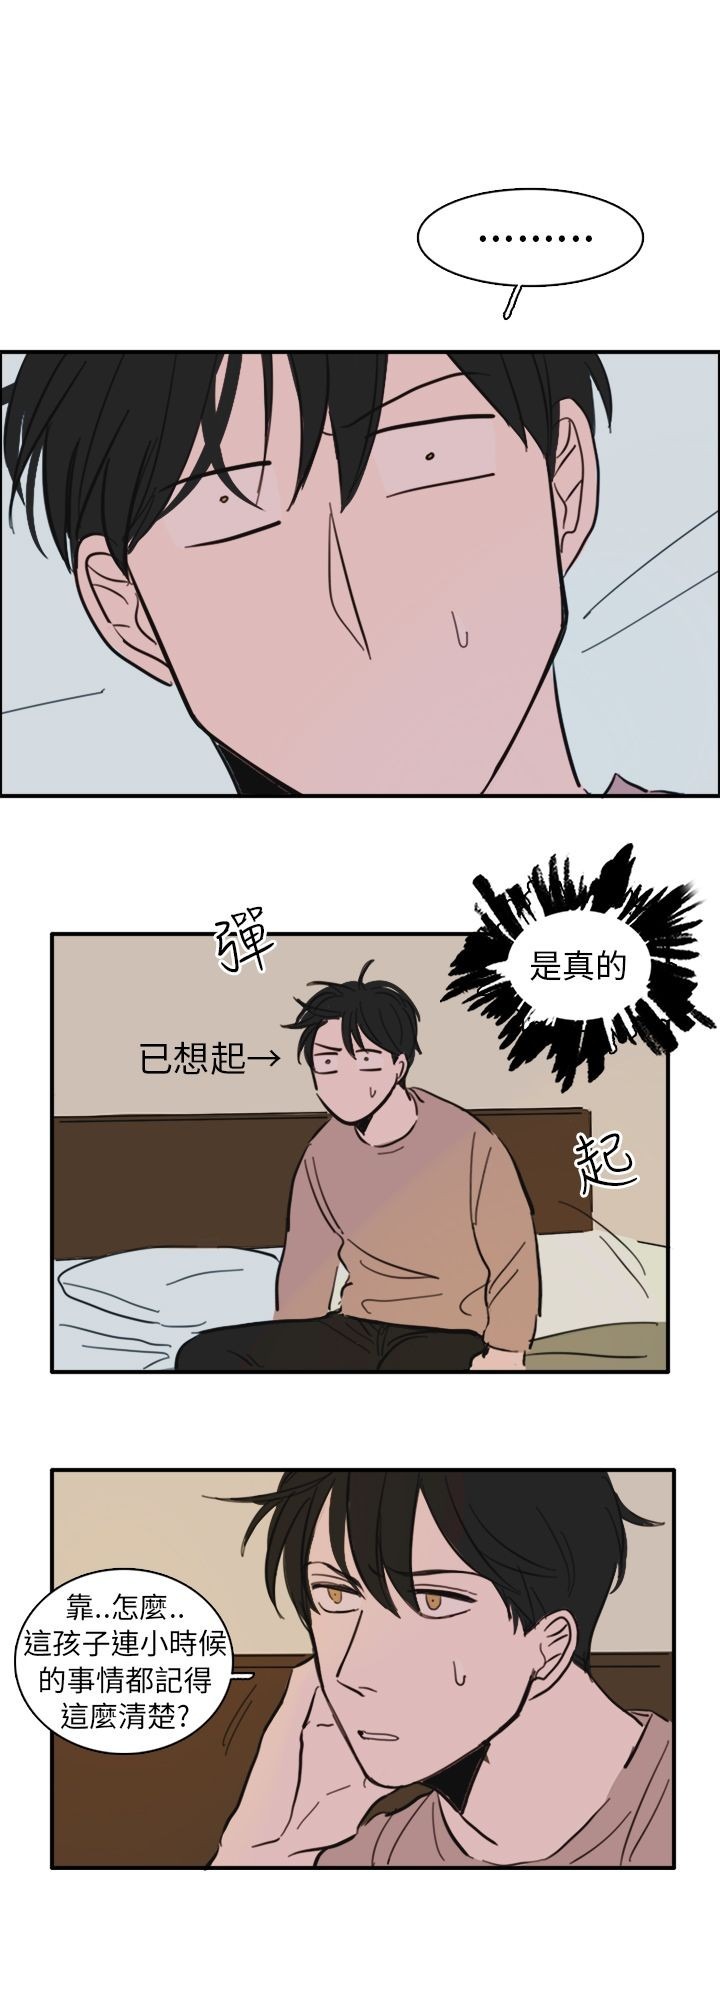 .........
彈
是真的
已想起→
起
靠..怎麼..
這孩子連小時候
的事情都記得
這麼清楚?